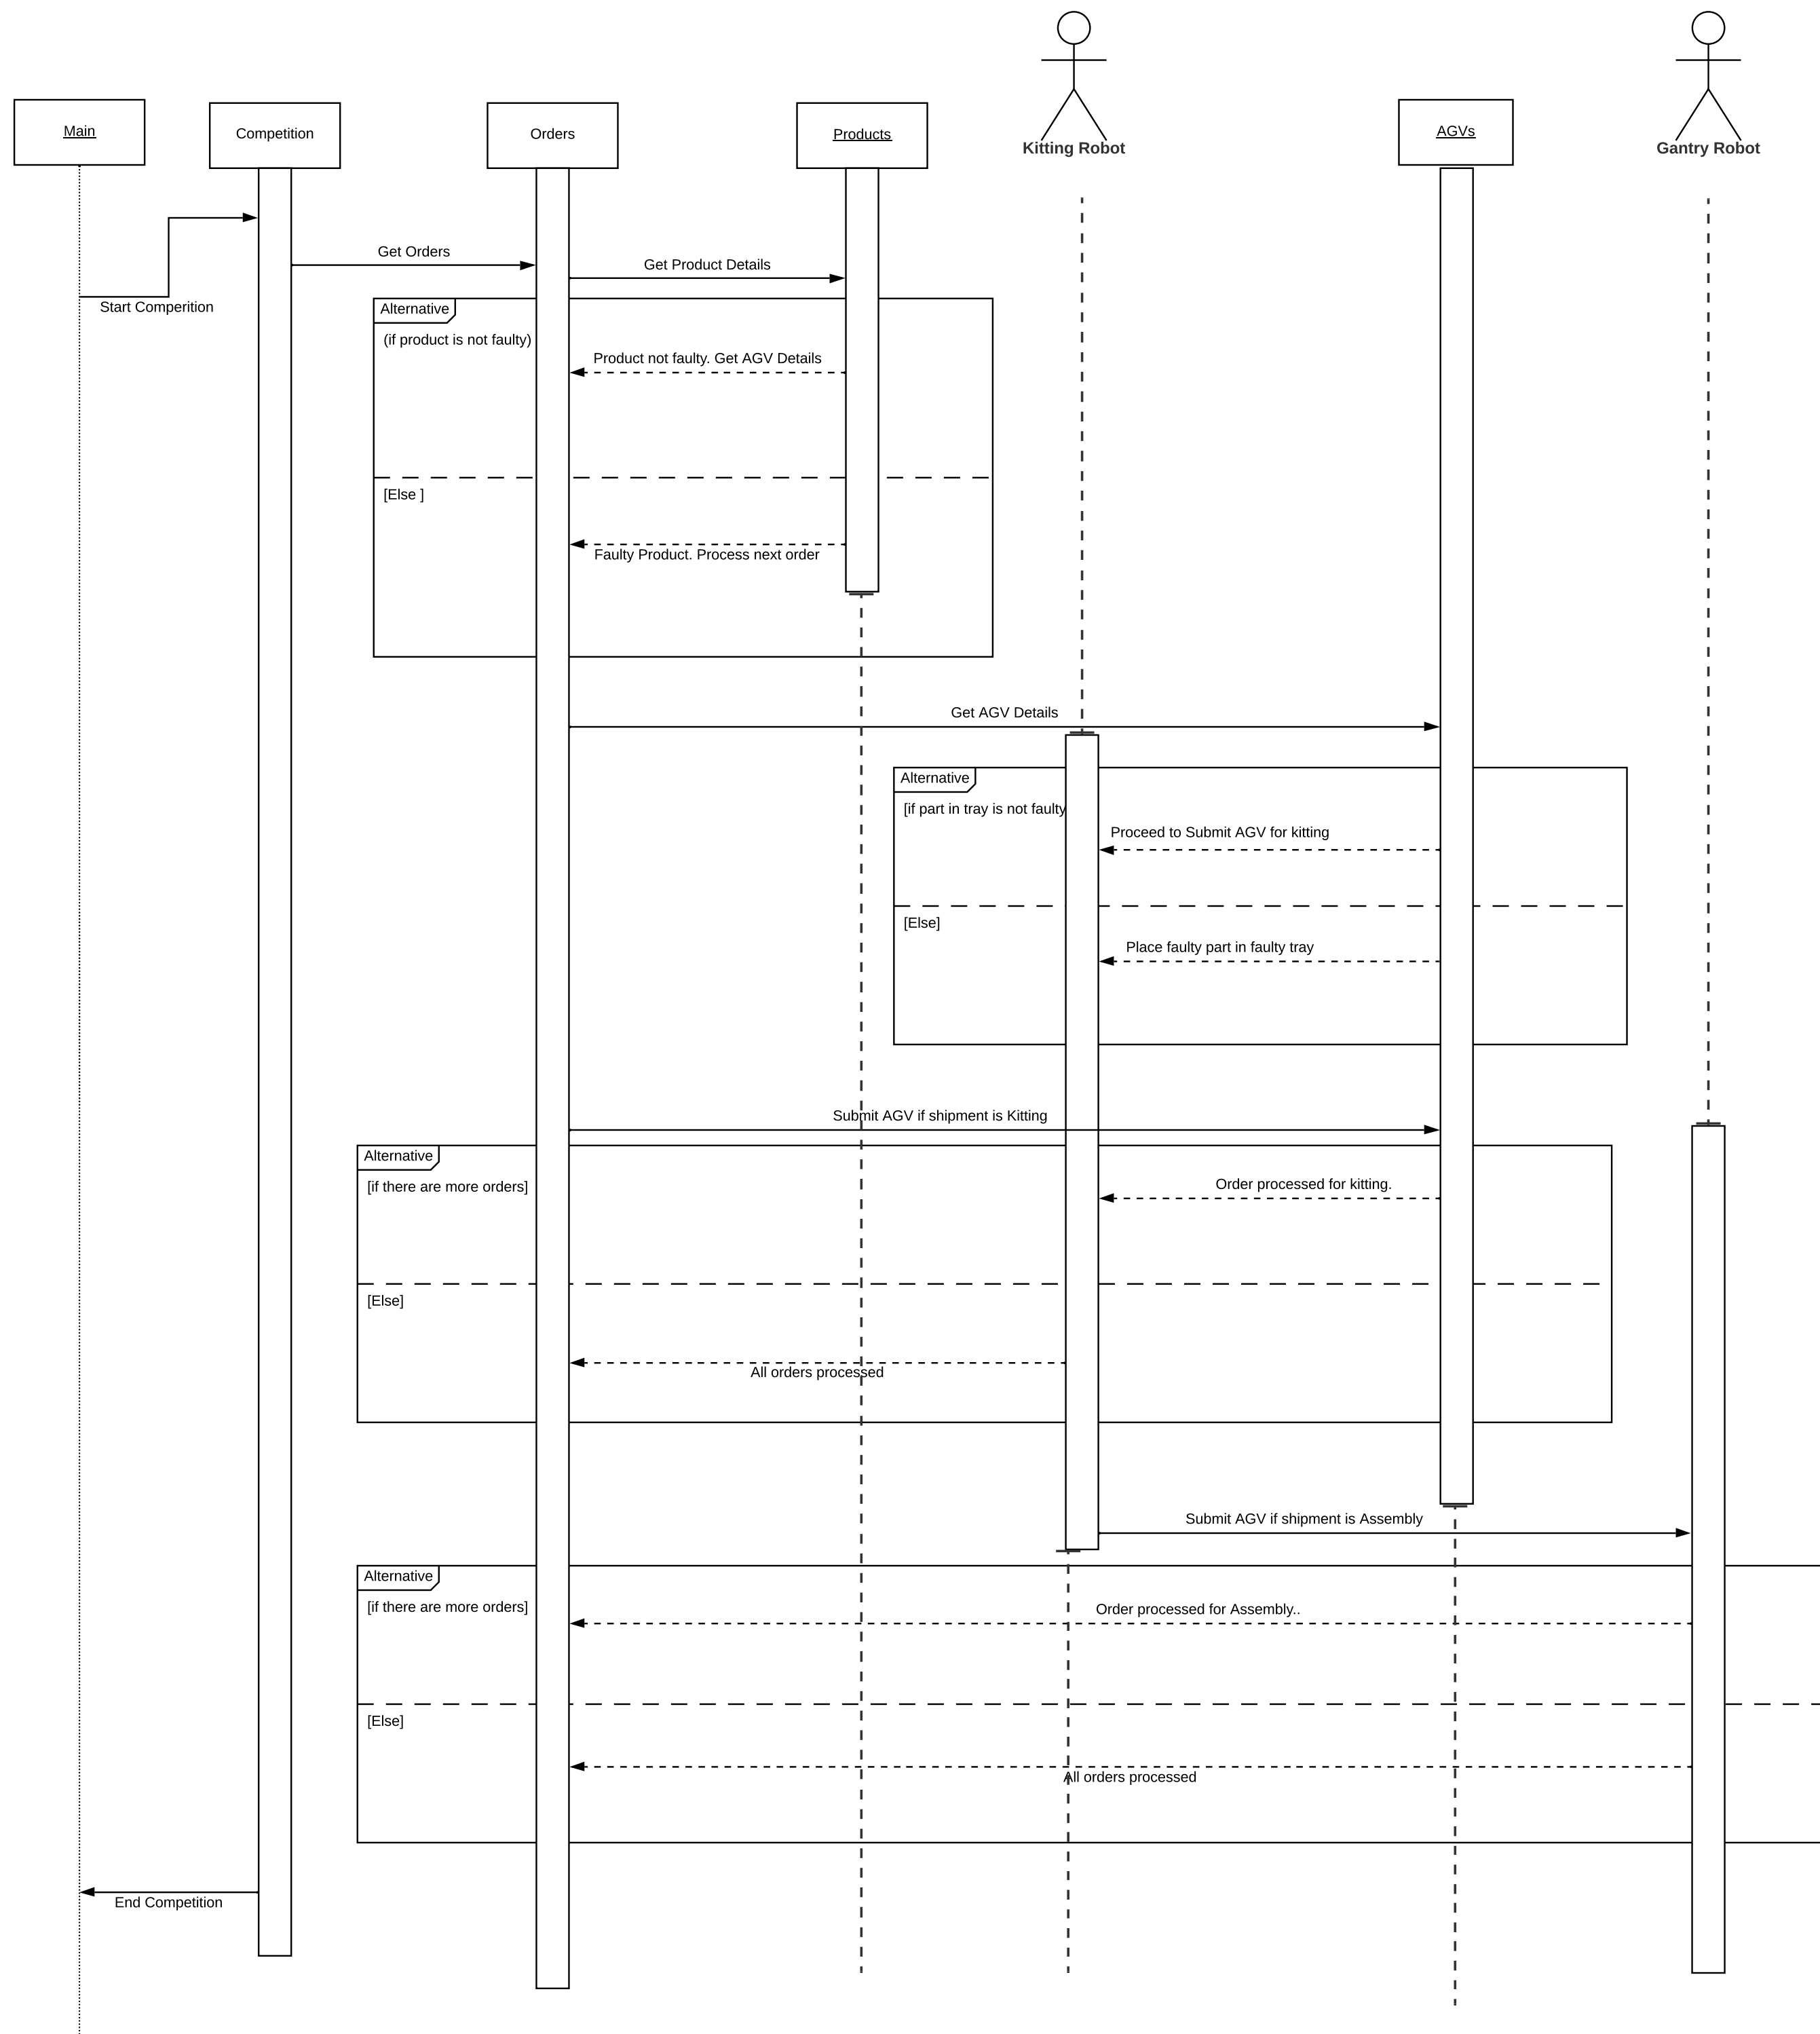 Main
Competition
Orders
Products
Kitting Robot
AGVs
Gantry Robot
Get Orders
Get Product Details
Start Comperition
Alternative
(if product is not faulty)
Product not faulty. Get AGV Details
[Else ]
Faulty Product. Process next order
Get AGV Details
Alternative
[if part in tray is not faulty
Proceed to Submit AGV for kitting
[Else]
Place faulty part in faulty tray
Submit AGV if shipment is Kitting
Alternative
[if there are more orders]
Order processed for kitting.
[Else]
All orders processed
Submit AGV if shipment is Assembly
Alternative
[if there are more orders]
Order processed for Assembly..
[Else]
All orders processed
End Competition